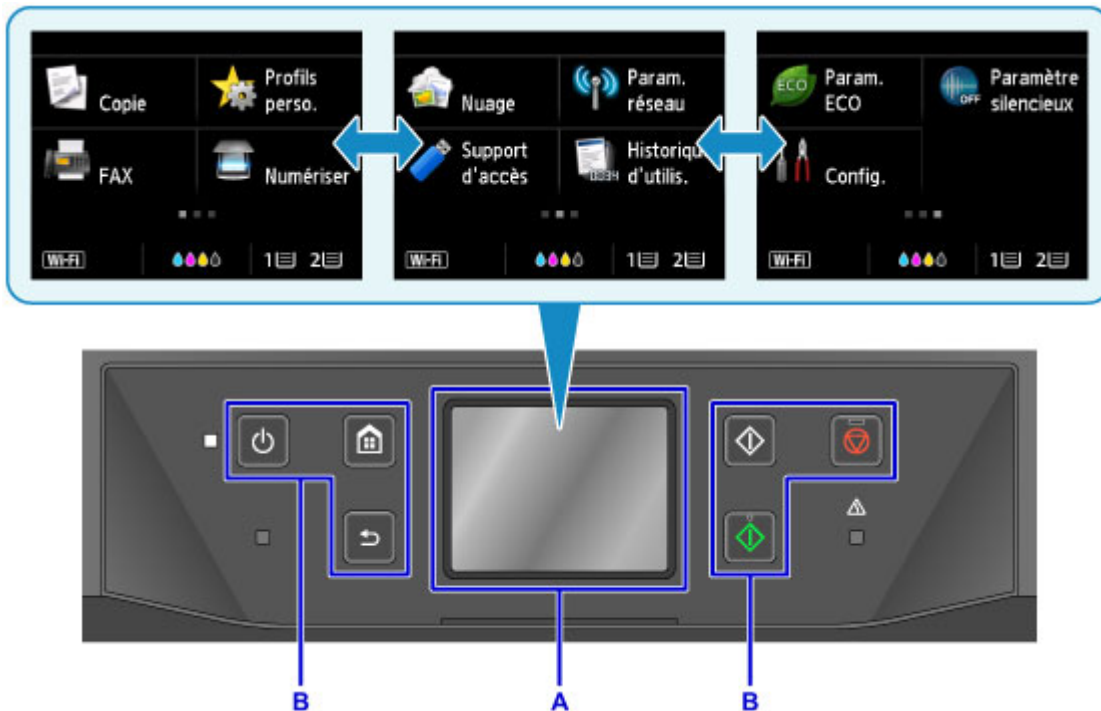 Copie
Profils
perso.
FAX
Numériser
Wi-Fi
1 2
Nuage
Param.
réseau
Support
d'accès
Historiqu
d'utilis.
Wi-Fi
1 2
ECO
Param.
ECO
OFF
Paramètre
silencieux
Config.
Wi-Fi
1 2
B
A
B